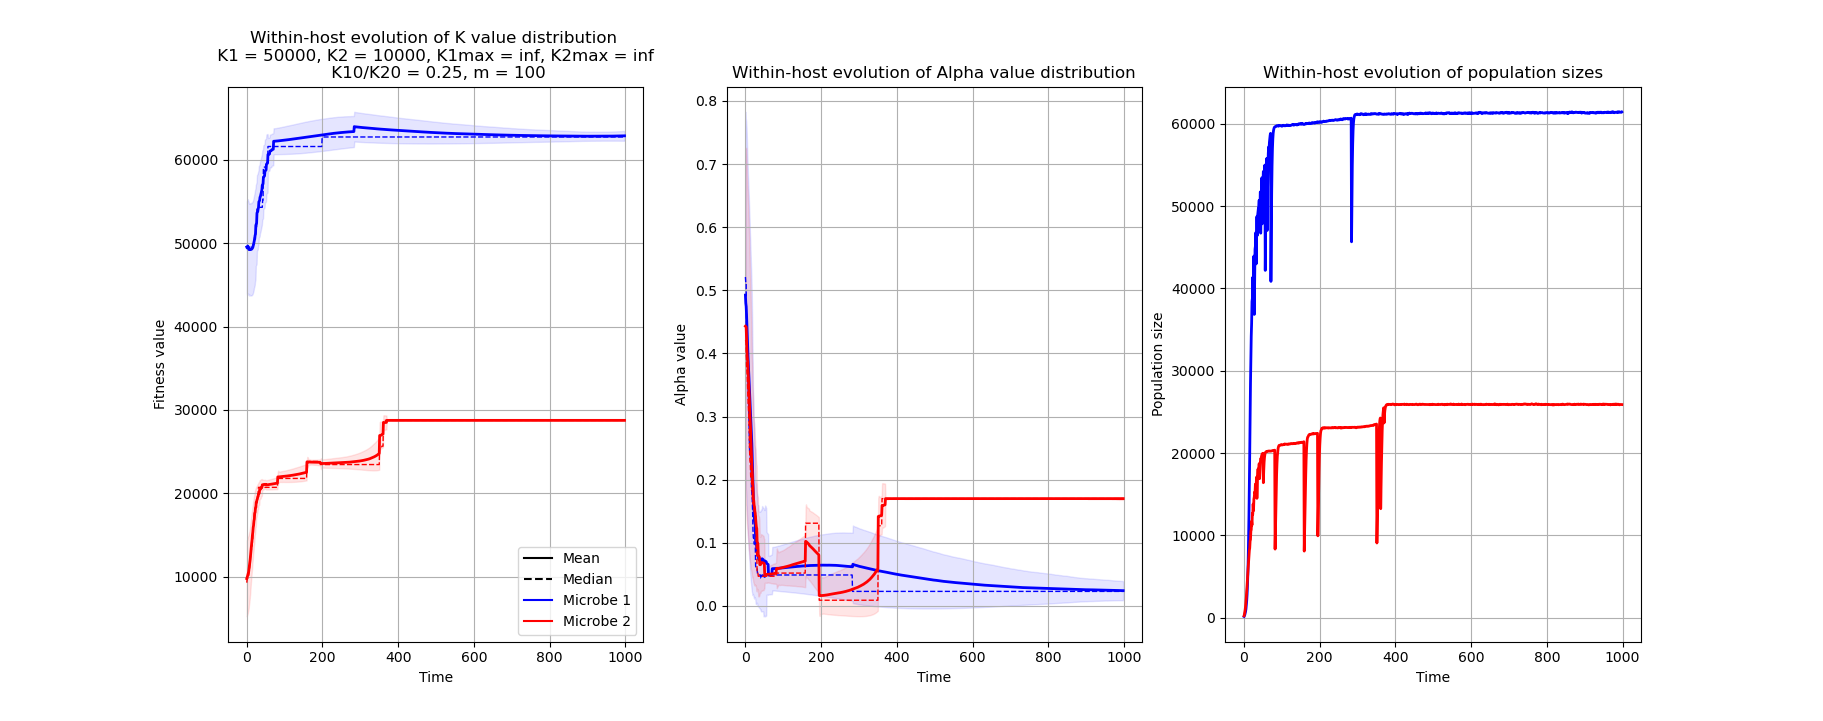 Within-host evolution of K value distribution
K1 = 50000, K2 = 10000, K1max = inf, K2max = inf
K10/K20 = 0.25, m = 100
Fitness value
60000
50000
40000
30000
20000
10000
0 200 400 600 800 1000
Time
Mean
Median
Microbe 1
Microbe 2
Within-host evolution of Alpha value distribution
Alpha value
0.8
0.7
0.6
0.5
0.4
0.3
0.2
0.1
0.0
0 200 400 600 800 1000
Time
Within-host evolution of population sizes
Population size
60000
50000
40000
30000
20000
10000
0
0 200 400 600 800 1000
Time